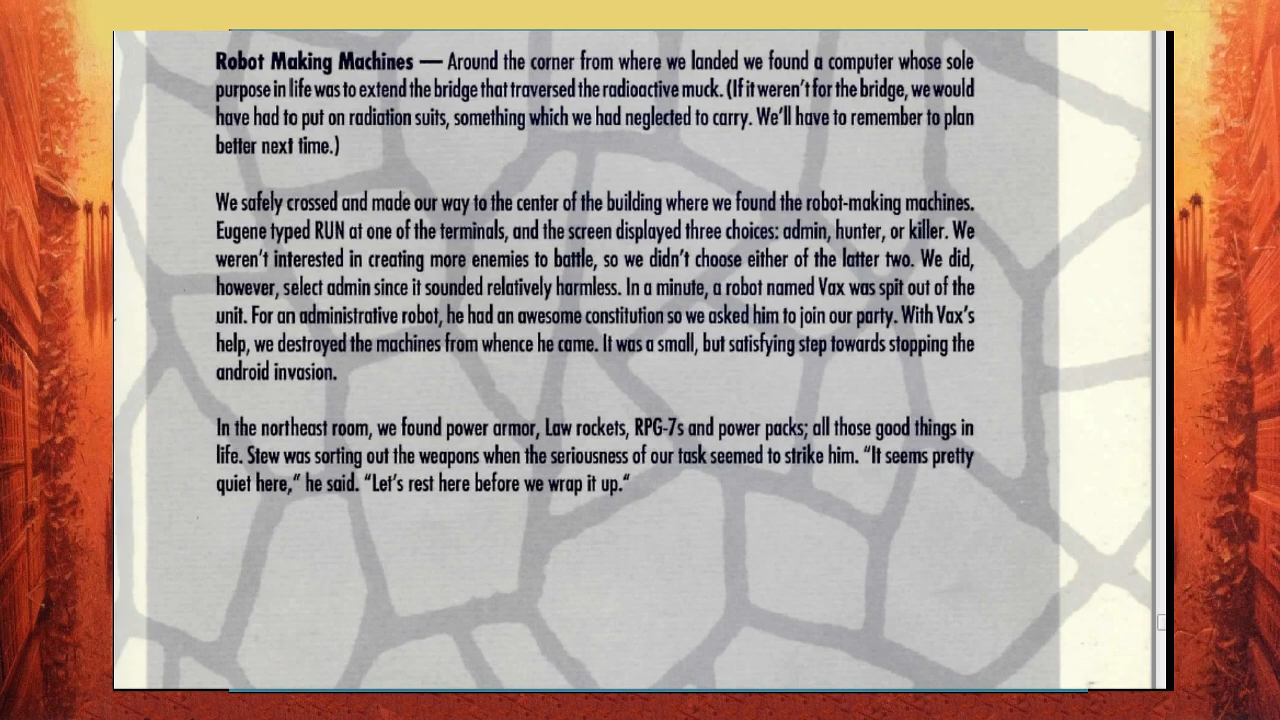 Robot Making Machines — Around the corner from where we landed we found a computer whose sole
purpose in life was to extend the bridge that traversed the radioactive muck. (If it weren't for the bridge, we would
have had to put on radiation suits, something which we had neglected to carry. We'll have to remember to plan
better next time.)
We safely crossed and made our way to the center of the building where we found the robot-making machines.
Eugene typed RUN at one of the terminals, and the screen displayed three choices: admin, hunter, or killer. We
weren't interested in creating more enemies to battle, so we didn't choose either of the latter two. We did,
however, select admin since it sounded relatively harmless. In a minute, a robot named Vax was spit out of the
unit. For an administrative robot, he had an awesome constitution so we asked him to join our party. With Vax's
help, we destroyed the machines from whence he came. It was a small, but satisfying step towards stopping the
android invasion.
In the northeast room, we found power armor, Law rockets, RPG-7s and power packs; all those good things in
life. Stew was sorting out the weapons when the seriousness of our task seemed to strike him. “It seems pretty
quiet here,” he said. “Let's rest here before we wrap it up.“